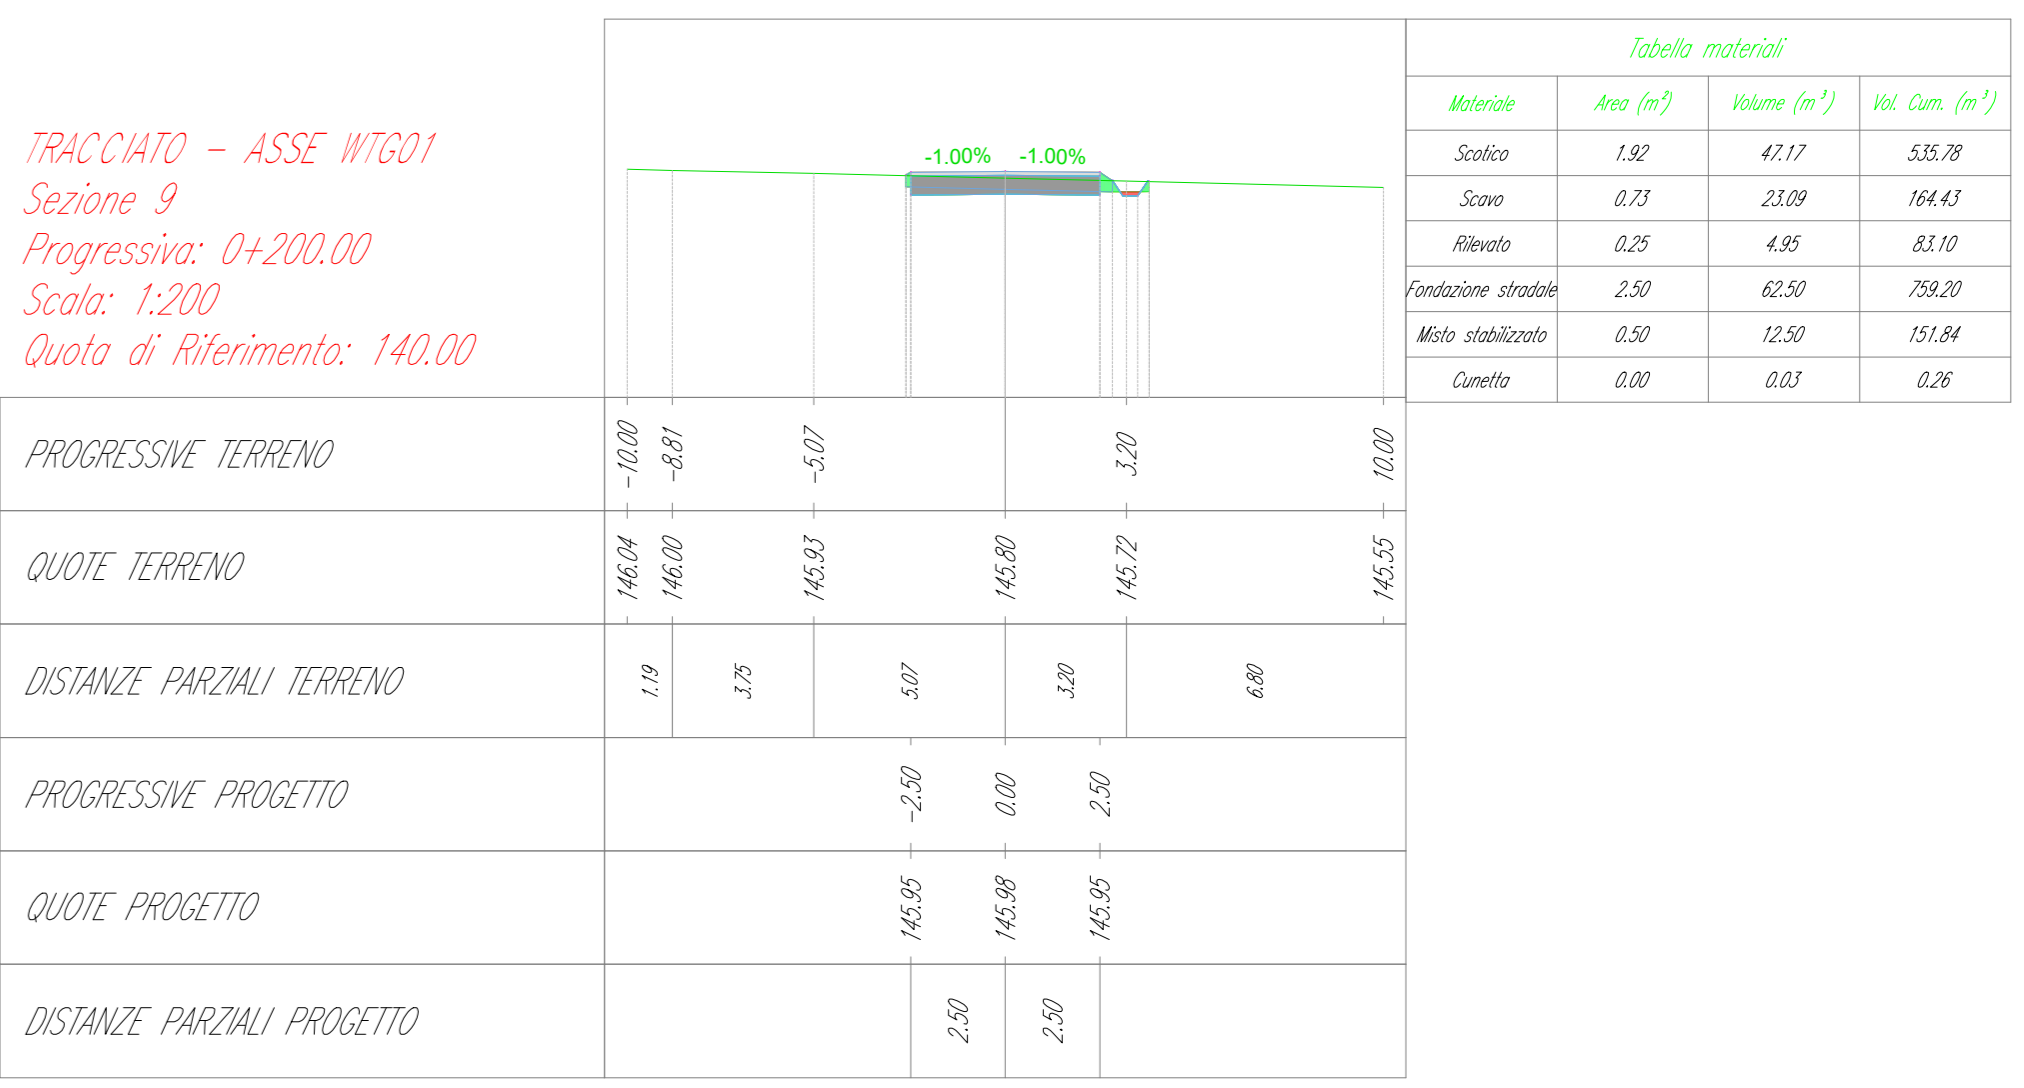 TRACCIATO - ASSE WTG01
Sezione 9
Progressiva: 0+200.00
Scala: 1:200
Quota di Riferimento: 140.00
-1.00% -1.00%
Tabella materiali
Materiale Area (m²) Volume (m³) Vol. Cum. (m³)
Scotico 1.92 47.17 535.78
Scavo 0.73 23.09 164.43
Rilevato 0.25 4.95 83.10
Fondazione stradale 2.50 62.50 759.20
Misto stabilizzato 0.50 12.50 151.84
Cunetta 0.00 0.03 0.26
PROGRESSIVE TERRENO -10.00 -8.81 -5.07 3.20 10.00
QUOTE TERRENO 146.04 146.00 145.93 145.80 145.72 145.55
DISTANZE PARZIALI TERRENO 1.19 3.75 5.07 3.20 6.80
PROGRESSIVE PROGETTO -2.50 0.00 2.50
QUOTE PROGETTO 145.95 145.98 145.95
DISTANZE PARZIALI PROGETTO 2.50 2.50